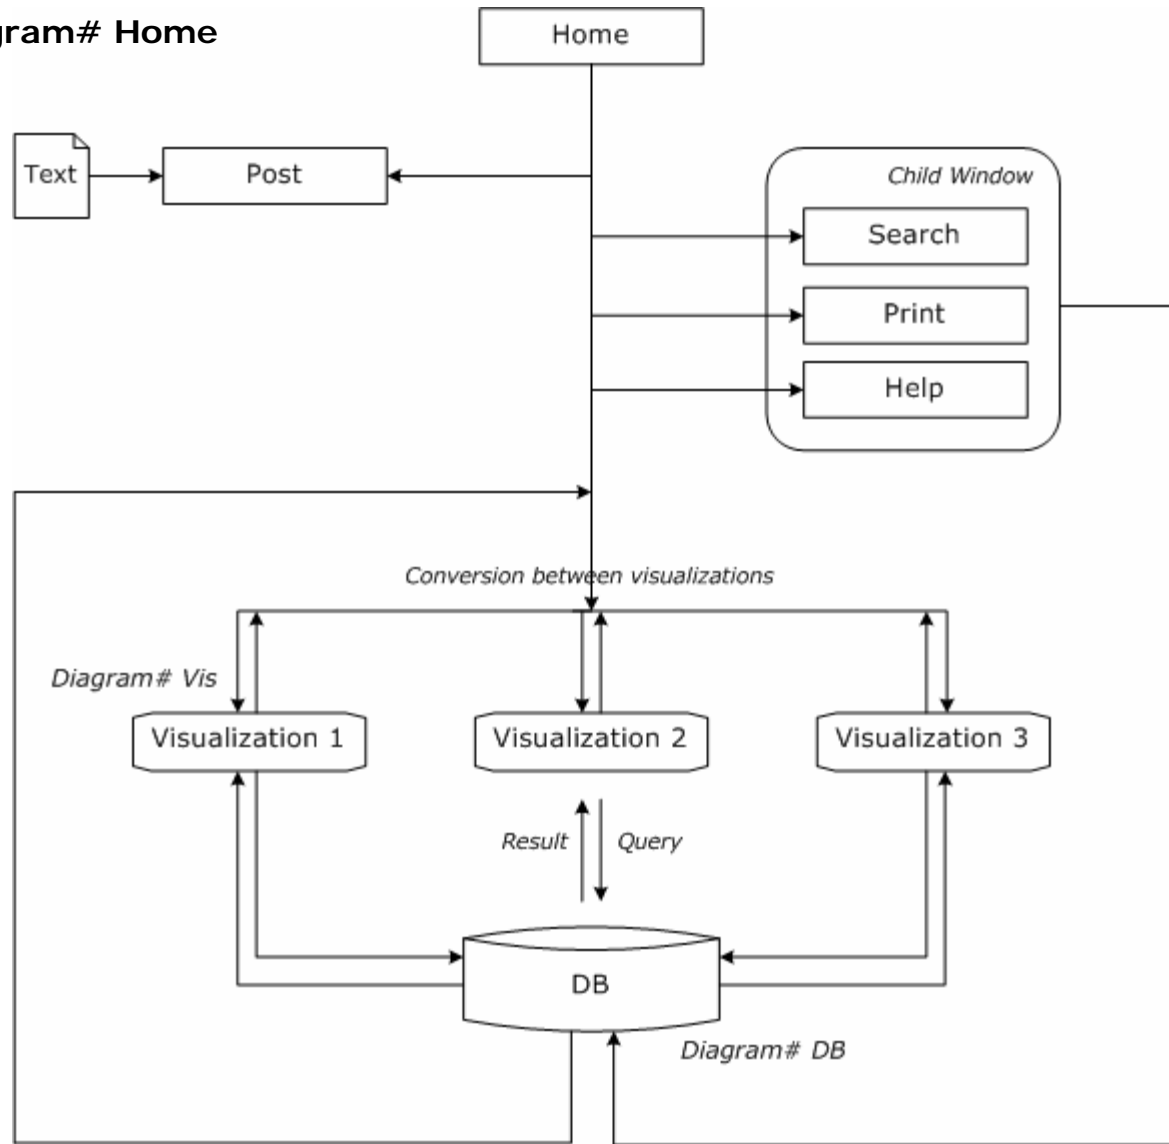 gram# Home
Home
Text
Post
Child Window
Search
Print
Help
Conversion between visualizations
Diagram# Vis
Visualization 1
Visualization 2
Visualization 3
Result
Query
DB
Diagram# DB